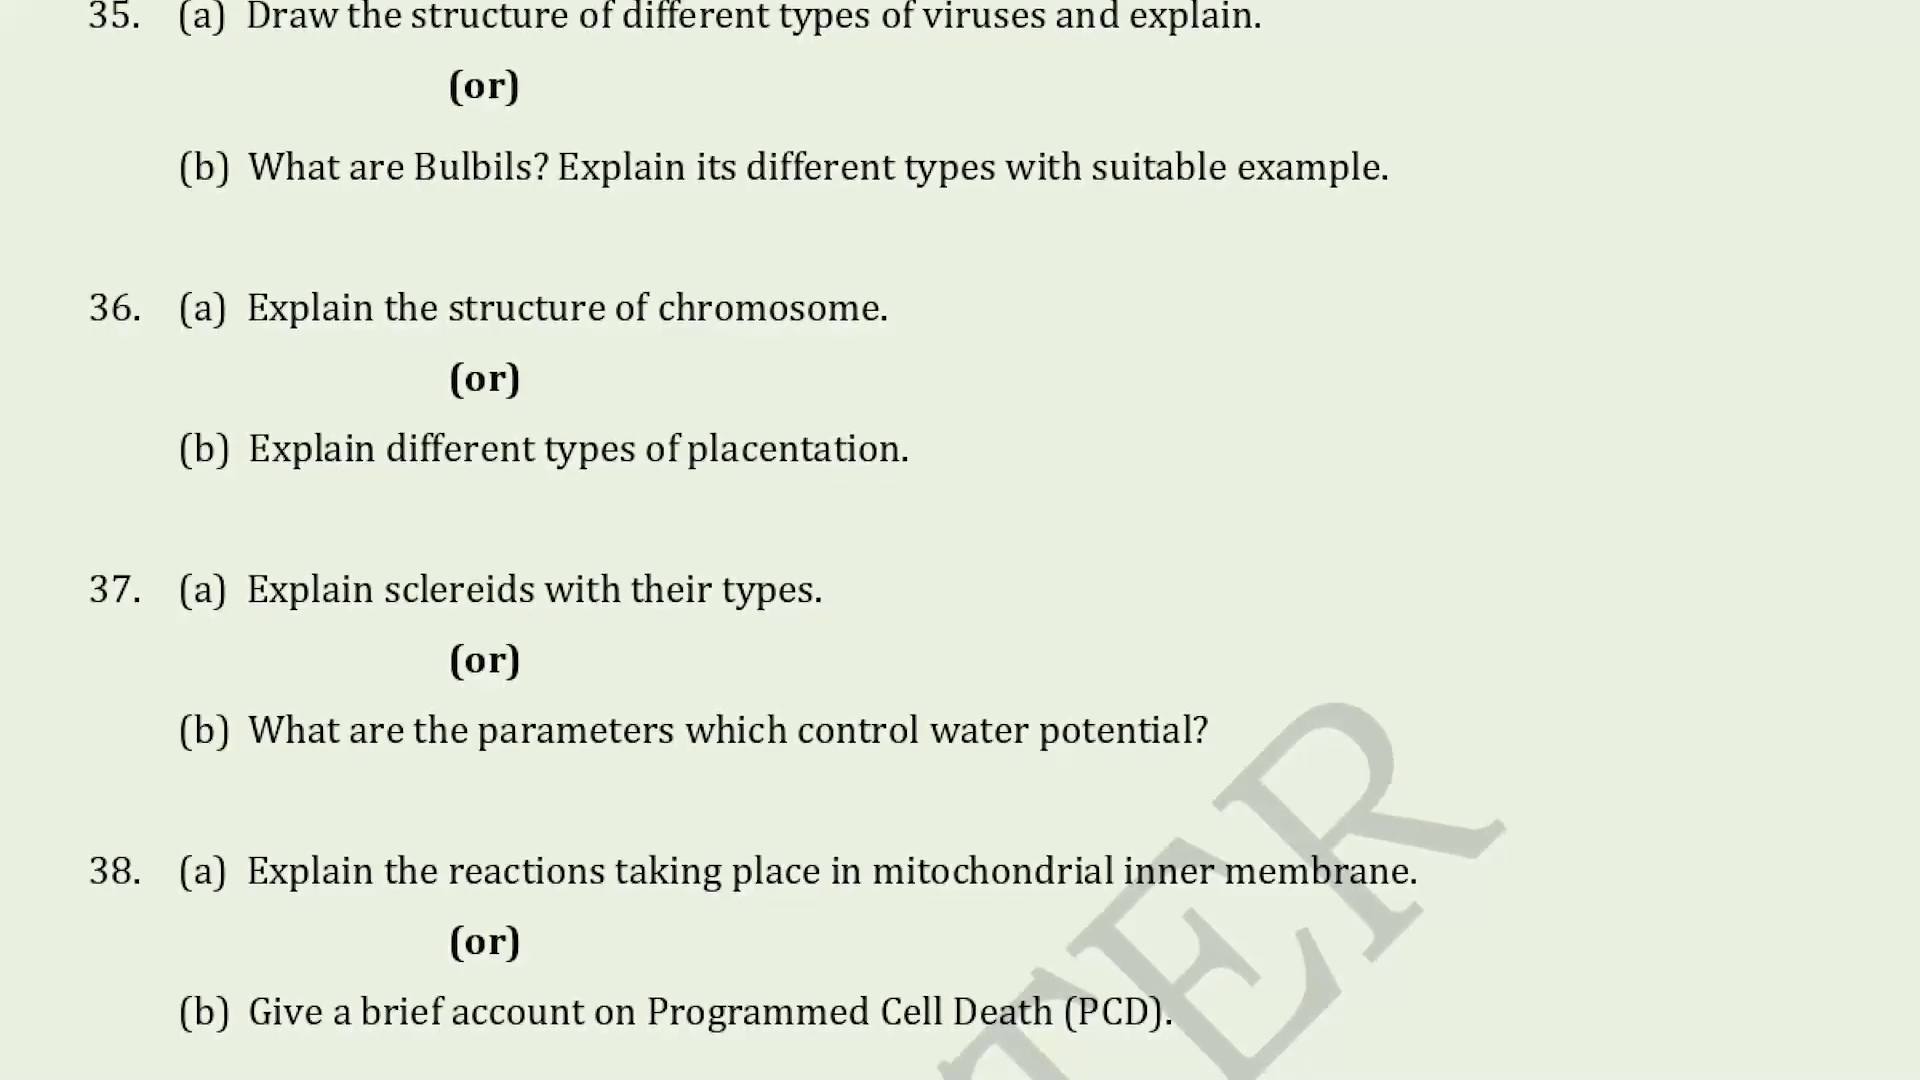 35. (a) Draw the structure of different types of viruses and explain.
(or)
(b) What are Bulbils? Explain its different types with suitable example.
36. (a) Explain the structure of chromosome.
(or)
(b) Explain different types of placentation.
37. (a) Explain sclereids with their types.
(or)
(b) What are the parameters which control water potential?
38. (a) Explain the reactions taking place in mitochondrial inner membrane.
(or)
(b) Give a brief account on Programmed Cell Death (PCD).
TER